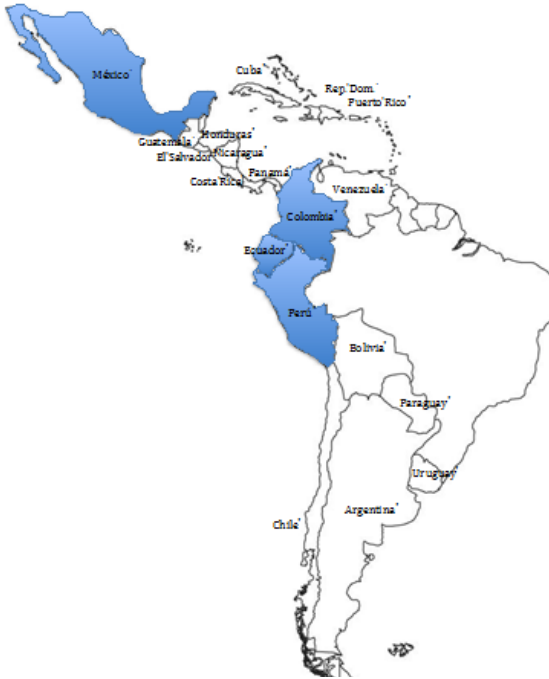 México
Cuba
Rep. Dom.
Puerto Rico
Honduras
Guatemala
El Salvador
Nicaragua
Costa Rica
Panamá
Venezuela
Colombia
Ecuador
Perú
Bolivia
Paraguay
Uruguay
Argentina
Chile